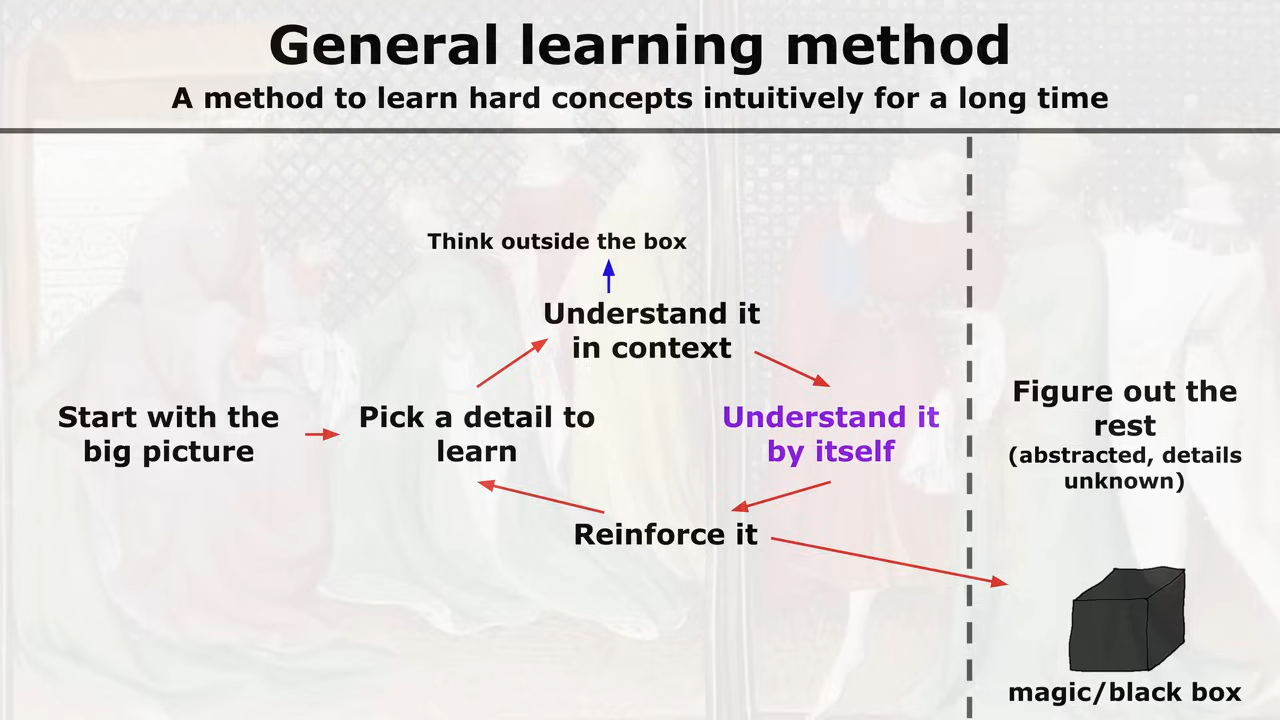 General learning method
A method to learn hard concepts intuitively for a long time
Think outside the box
Understand it
in context
Start with the
big picture
Pick a detail to
learn
Understand it
by itself
Reinforce it
Figure out the
rest
(abstracted, details
unknown)
magic/black box